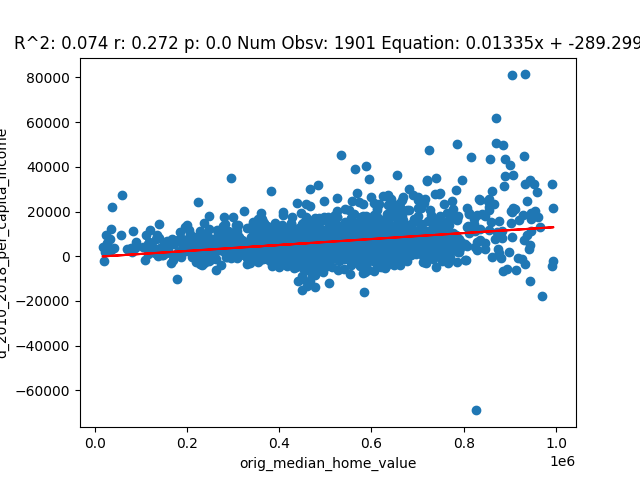 R^2: 0.074 r: 0.272 p: 0.0 Num Obsv: 1901 Equation: 0.01335x + -289.299
80000
60000
40000
20000
0
−20000
−40000
−60000
d_2010_2018_per_capita_income
0.0 0.2 0.4 0.6 0.8 1.0
1e6
orig_median_home_value